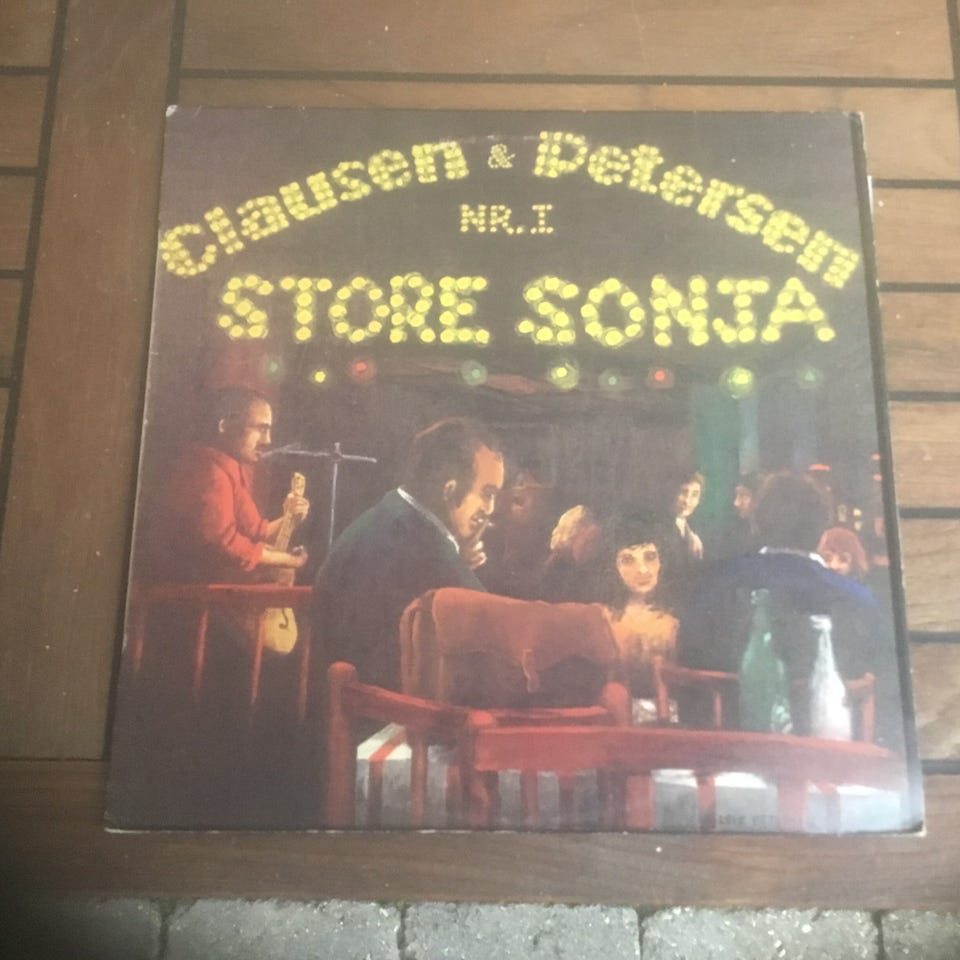 Clausen & Petersen
NR. I
STORE SONJA